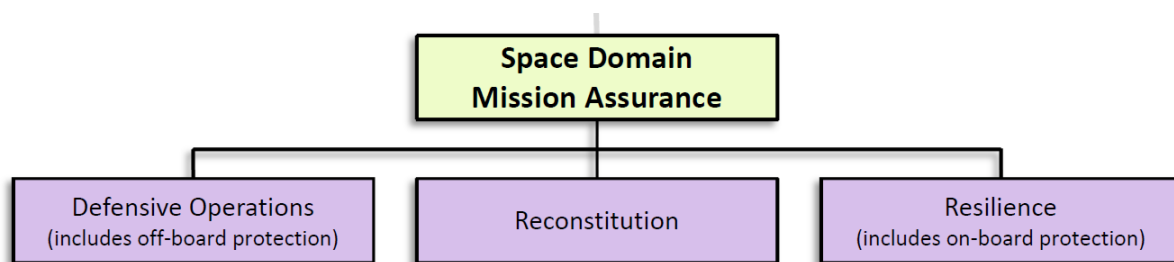 Space Domain
Mission Assurance
Defensive Operations
(includes off-board protection)
Reconstitution
Resilience
(includes on-board protection)